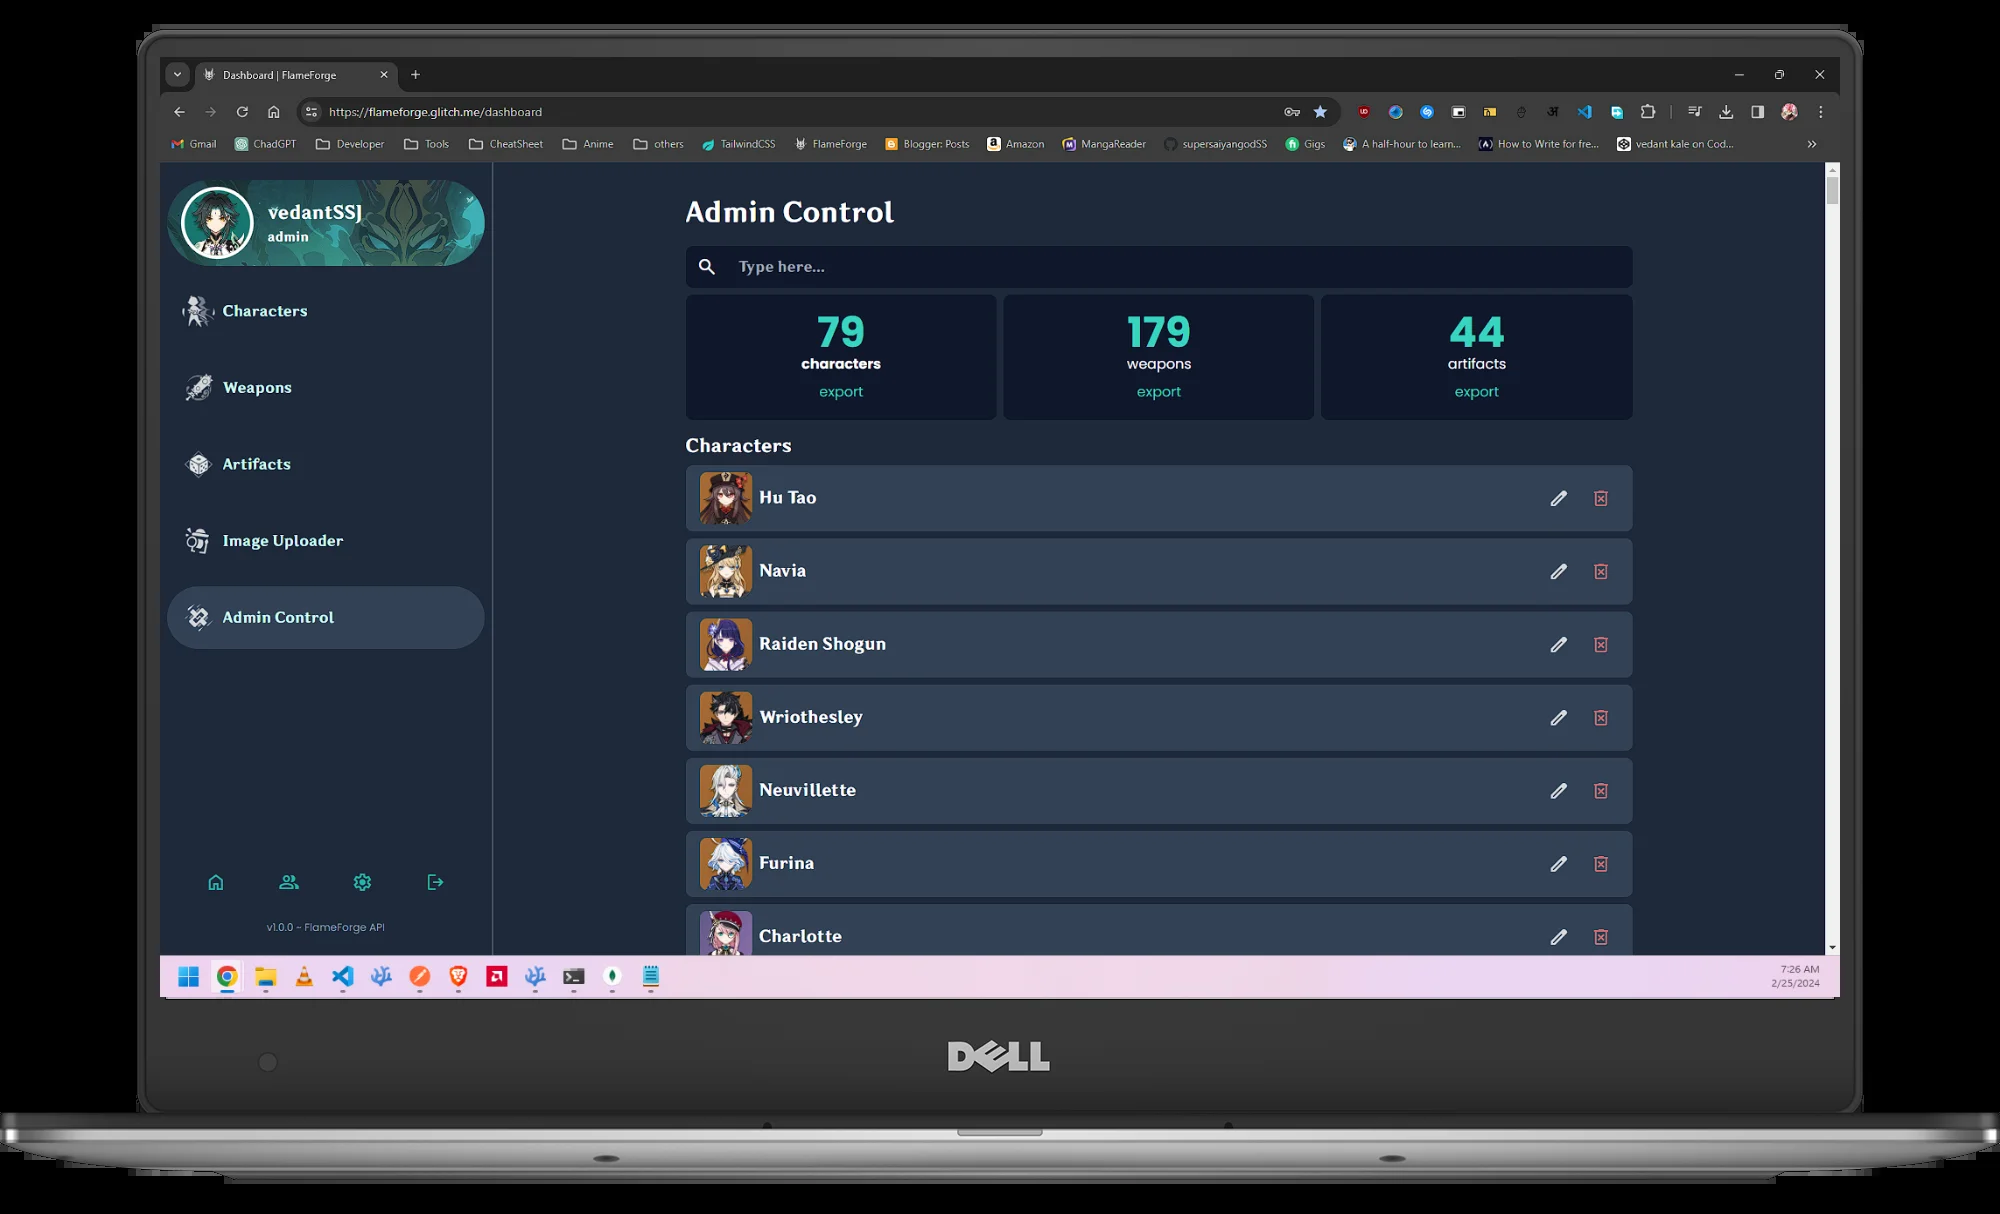 Dashboard | FlameForge
https://flameforge.glitch.me/dashboard
Gmail
ChadGPT
Developer
Tools
CheatSheet
Anime
others
TailwindCSS
FlameForge
Blogger: Posts
Amazon
MangaReader
supersaiyangodSS
Gigs
A half-hour to learn...
How to Write for fre...
vedant kale on Cod...
vedantSSJ
admin
Characters
Weapons
Artifacts
Image Uploader
Admin Control
v1.0.0 - FlameForge API
Admin Control
Type here...
79
characters
export
179
weapons
export
44
artifacts
export
Characters
Hu Tao
Navia
Raiden Shogun
Wriothesley
Neuvillette
Furina
Charlotte
7:26 AM
2/25/2024
DELL